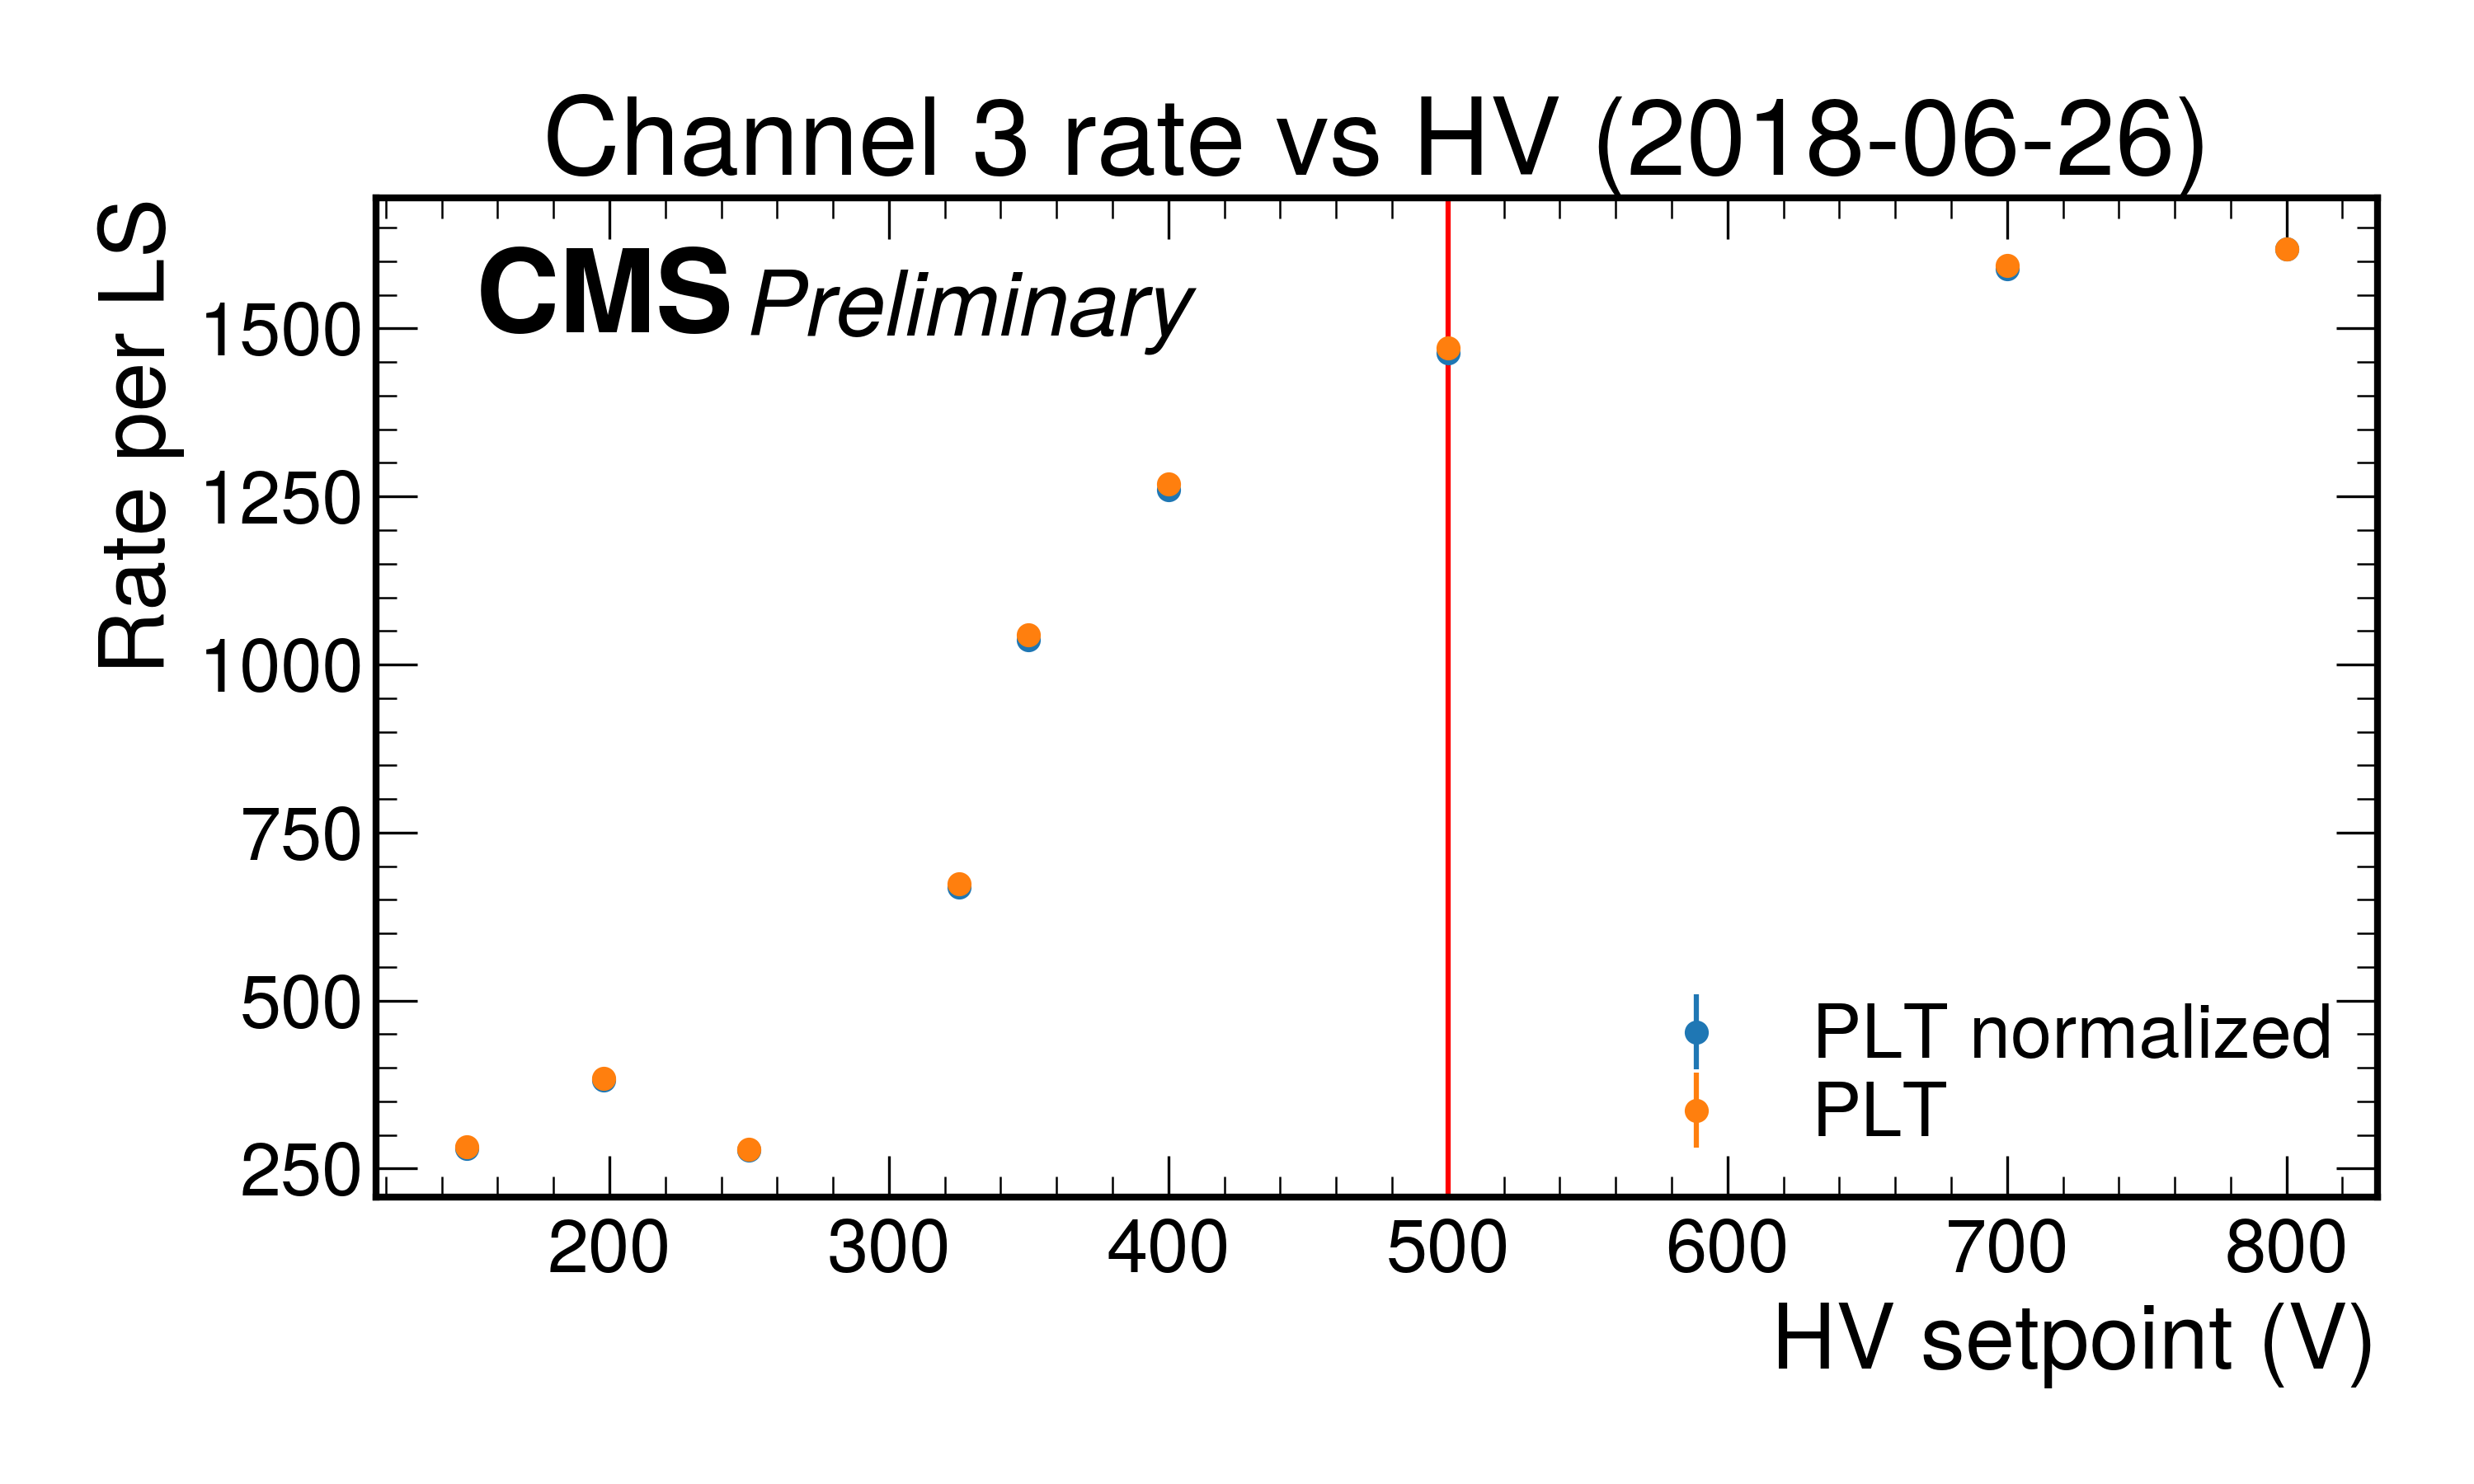 Channel 3 rate vs HV (2018-06-26)
CMS Preliminary
Rate per LS
1500
1250
1000
750
500
250
PLT normalized
PLT
200 300 400 500 600 700 800
HV setpoint (V)